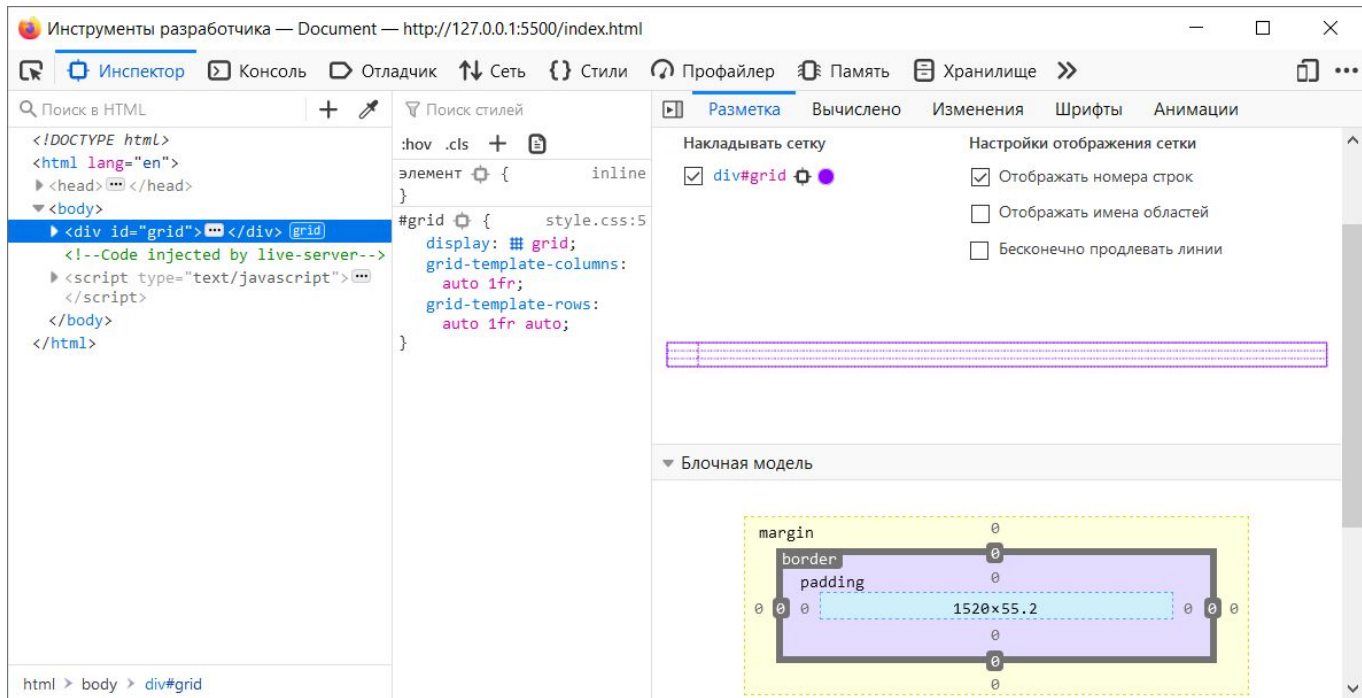 Инструменты разработчика — Document — http://127.0.0.1:5500/index.html
Инспектор Консоль Отладчик Сеть {} Стили Профайлер Память Хранилище
Поиск в HTML
<!DOCTYPE html>
<html lang="en">
<head> ••• </head>
<body>
<div id="grid"> ••• </div> grid
<!--Code injected by live-server-->
<script type="text/javascript"> •••
</script>
</body>
</html>
html > body > div#grid
Поиск стилей
:hov .cls +
элемент { inline
}
#grid { style.css:5
display: grid;
grid-template-columns:
auto 1fr;
grid-template-rows:
auto 1fr auto;
}
Разметка Вычислено Изменения Шрифты Анимации
Накладывать сетку
div#grid
Настройки отображения сетки
Отображать номера строк
Отображать имена областей
Бесконечно продлевать линии
Блочная модель
margin 0
border 0
padding 0
0 0 0 1520×55.2 0 0 0
0
0
0